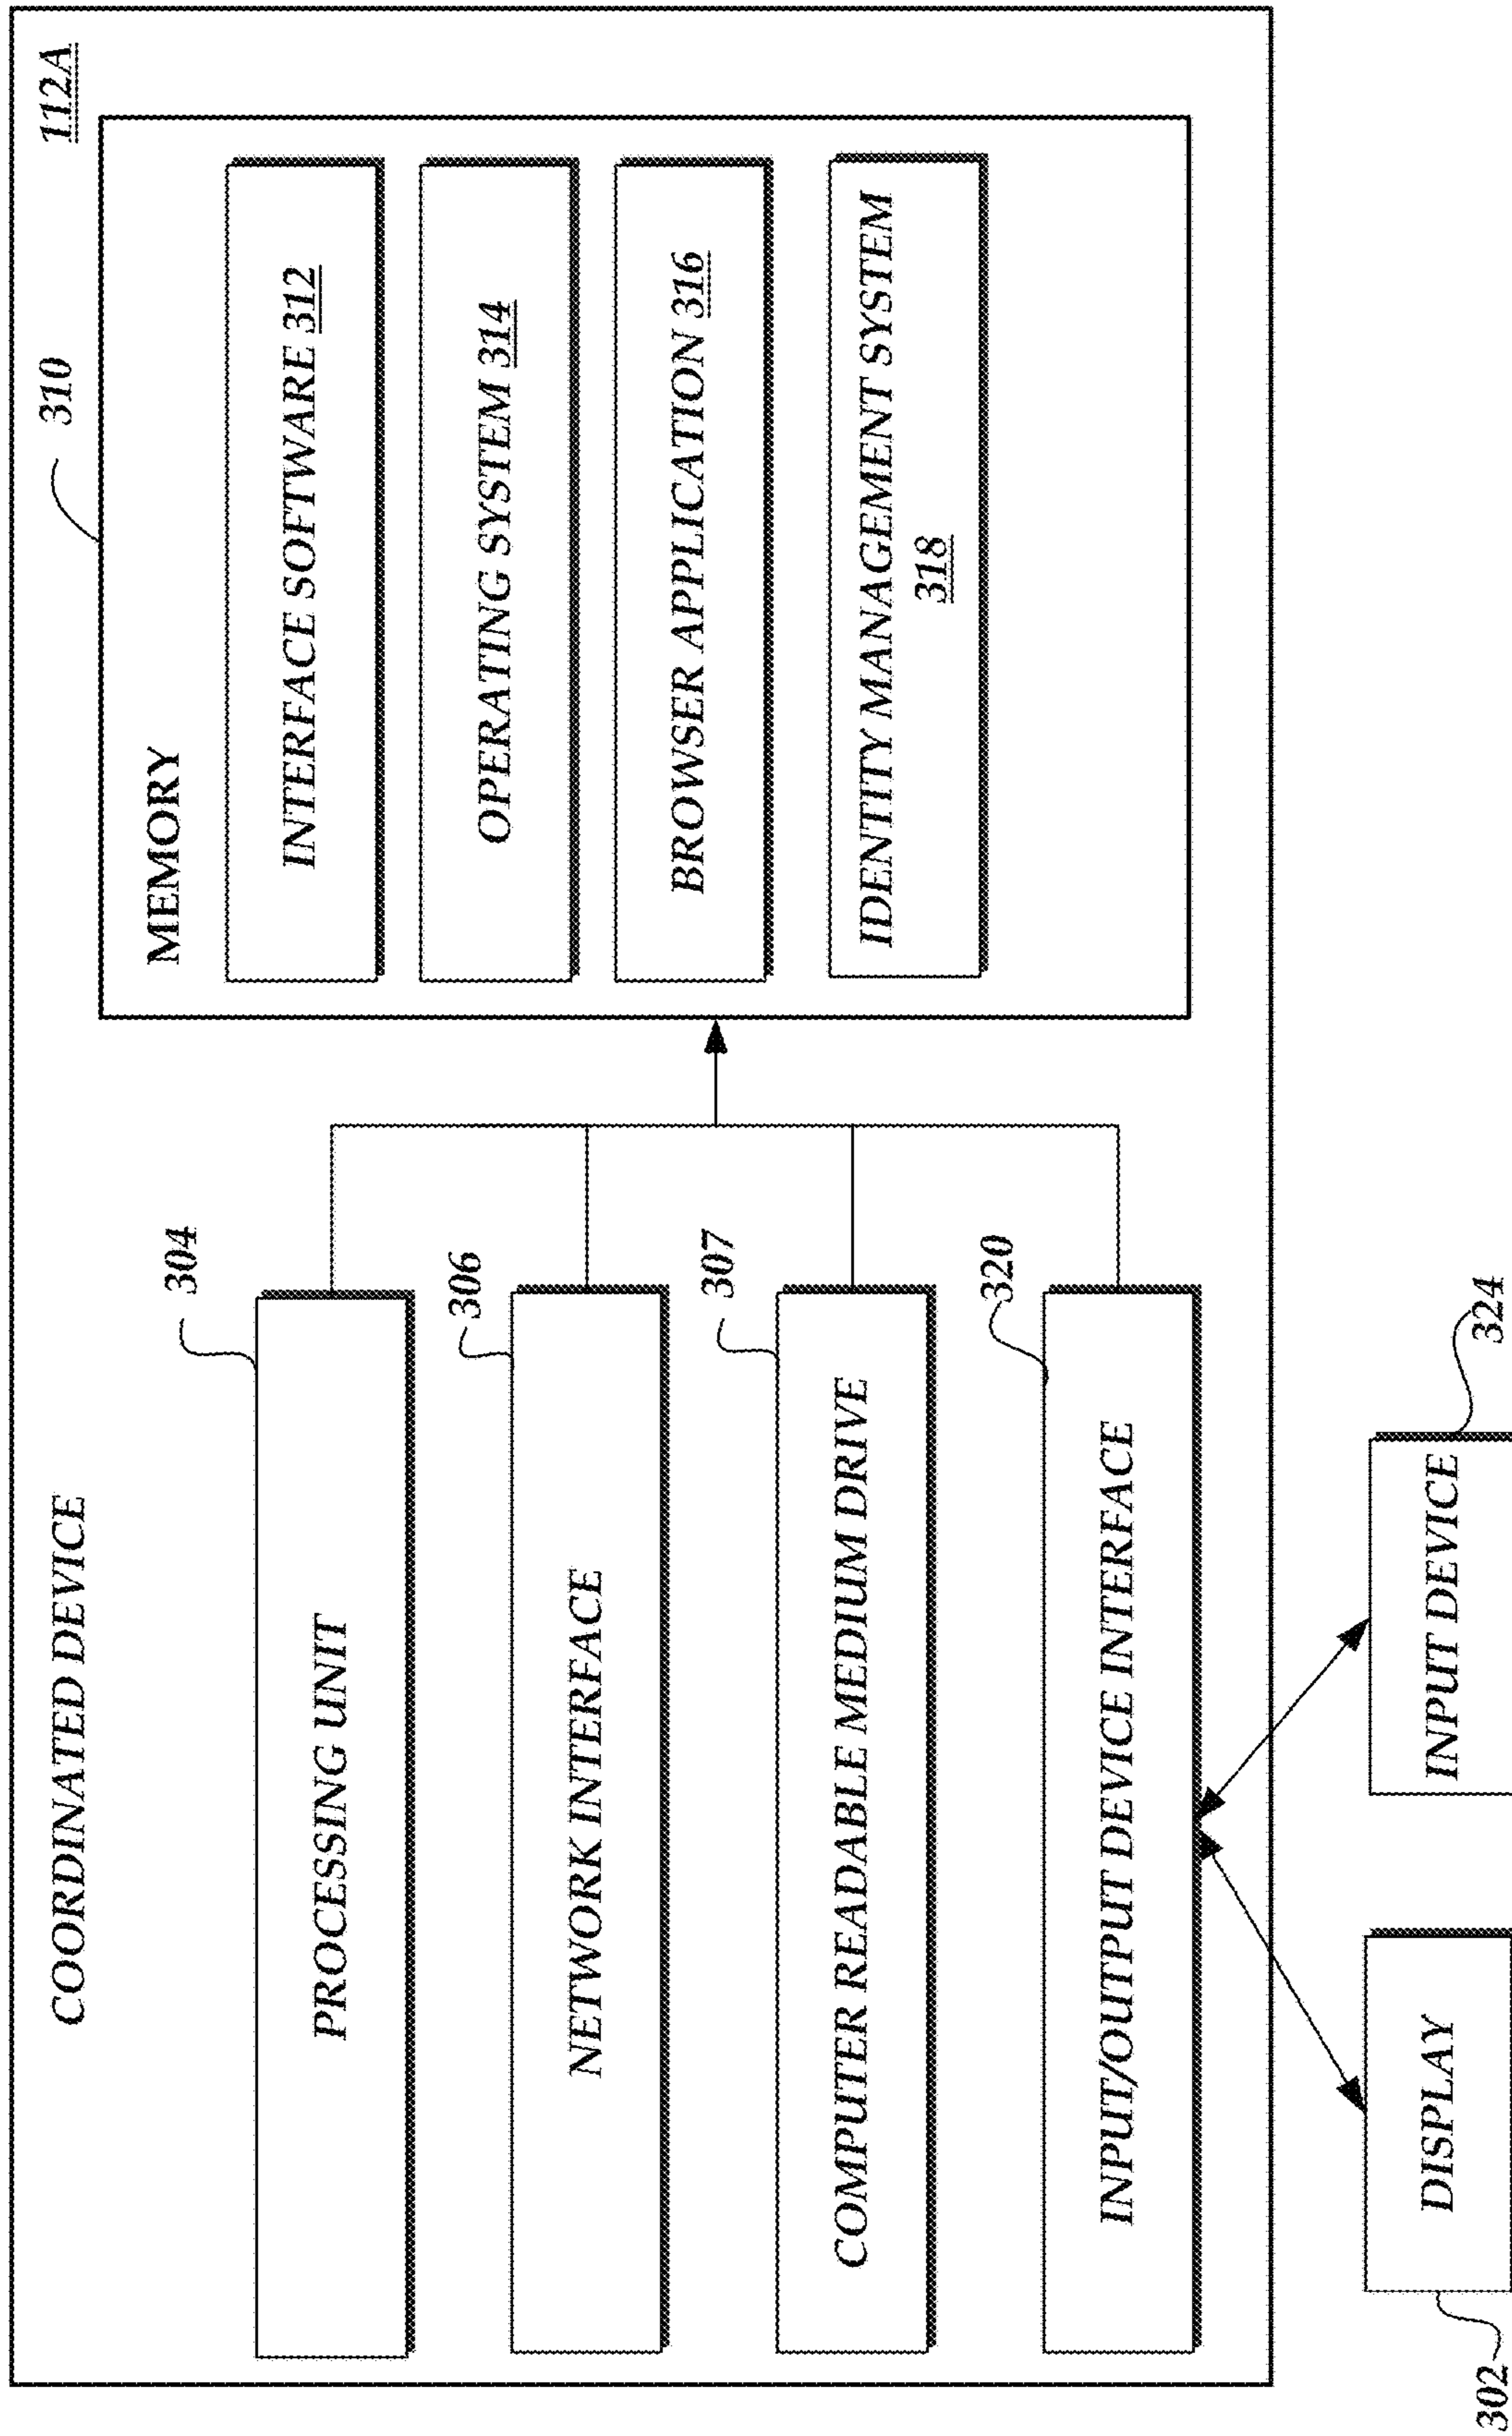 COORDINATED DEVICE
112A
310
MEMORY
304
PROCESSING UNIT
INTERFACE SOFTWARE 312
306
NETWORK INTERFACE
OPERATING SYSTEM 314
307
COMPUTER READABLE MEDIUM DRIVE
BROWSER APPLICATION 316
320
INPUT/OUTPUT DEVICE INTERFACE
IDENTITY MANAGEMENT SYSTEM
318
302
DISPLAY
INPUT DEVICE
324